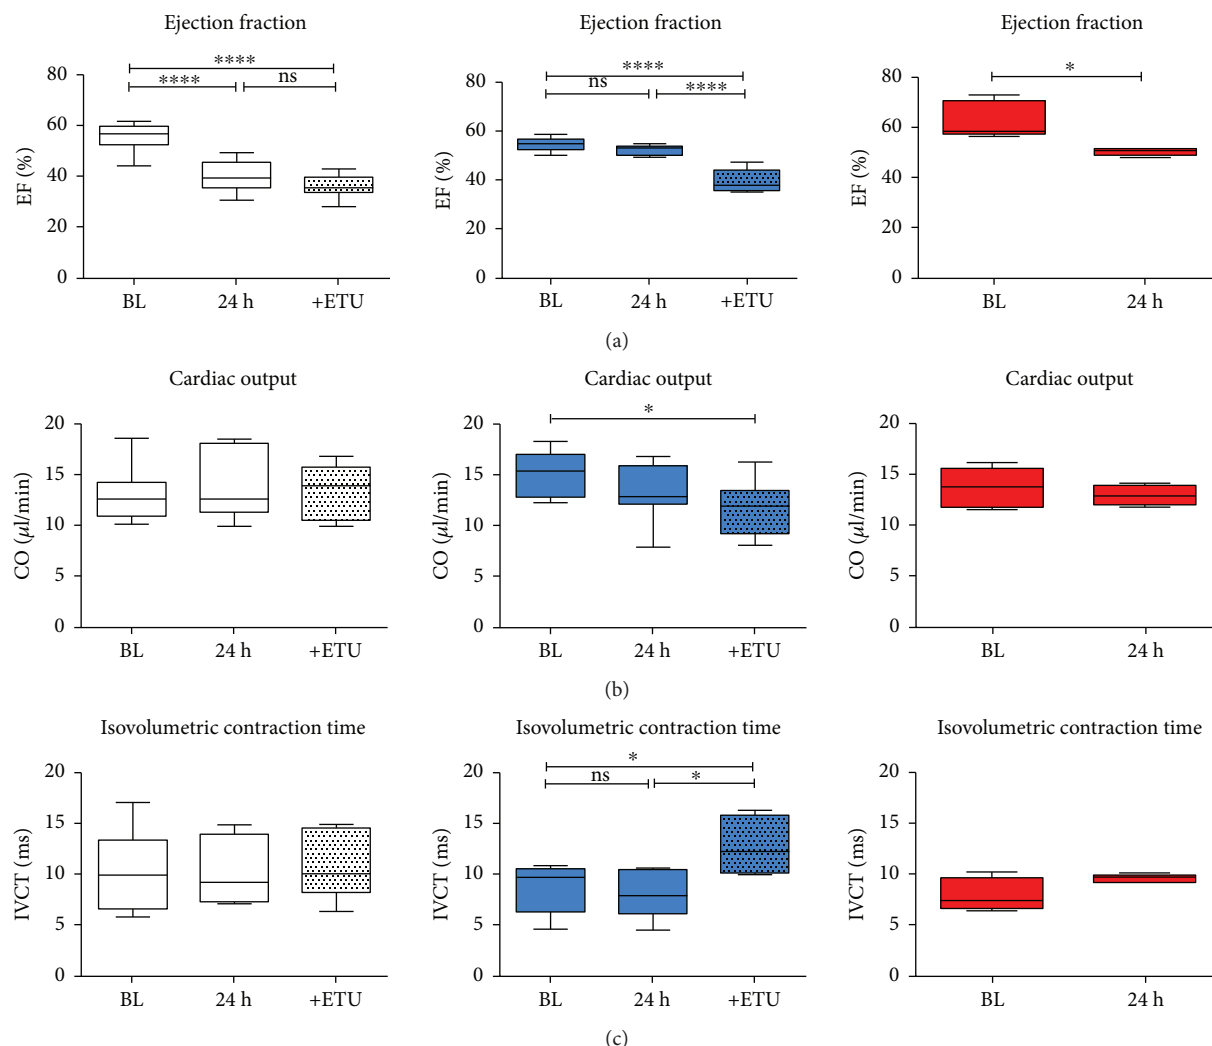 Ejection fraction
Ejection fraction
Ejection fraction
****
****
ns
****
ns
****
*
EF (%)
80
60
40
20
0
BL
24 h
+ETU
EF (%)
80
60
40
20
0
BL
24 h
+ETU
EF (%)
80
60
40
20
0
BL
24 h
(a)
Cardiac output
Cardiac output
Cardiac output
*
CO (µl/min)
20
15
10
5
0
BL
24 h
+ETU
CO (µl/min)
20
15
10
5
0
BL
24 h
+ETU
CO (µl/min)
20
15
10
5
0
BL
24 h
(b)
Isovolumetric contraction time
Isovolumetric contraction time
Isovolumetric contraction time
*
ns
*
IVCT (ms)
20
15
10
5
0
BL
24 h
+ETU
IVCT (ms)
20
15
10
5
0
BL
24 h
+ETU
IVCT (ms)
20
15
10
5
0
BL
24 h
(c)